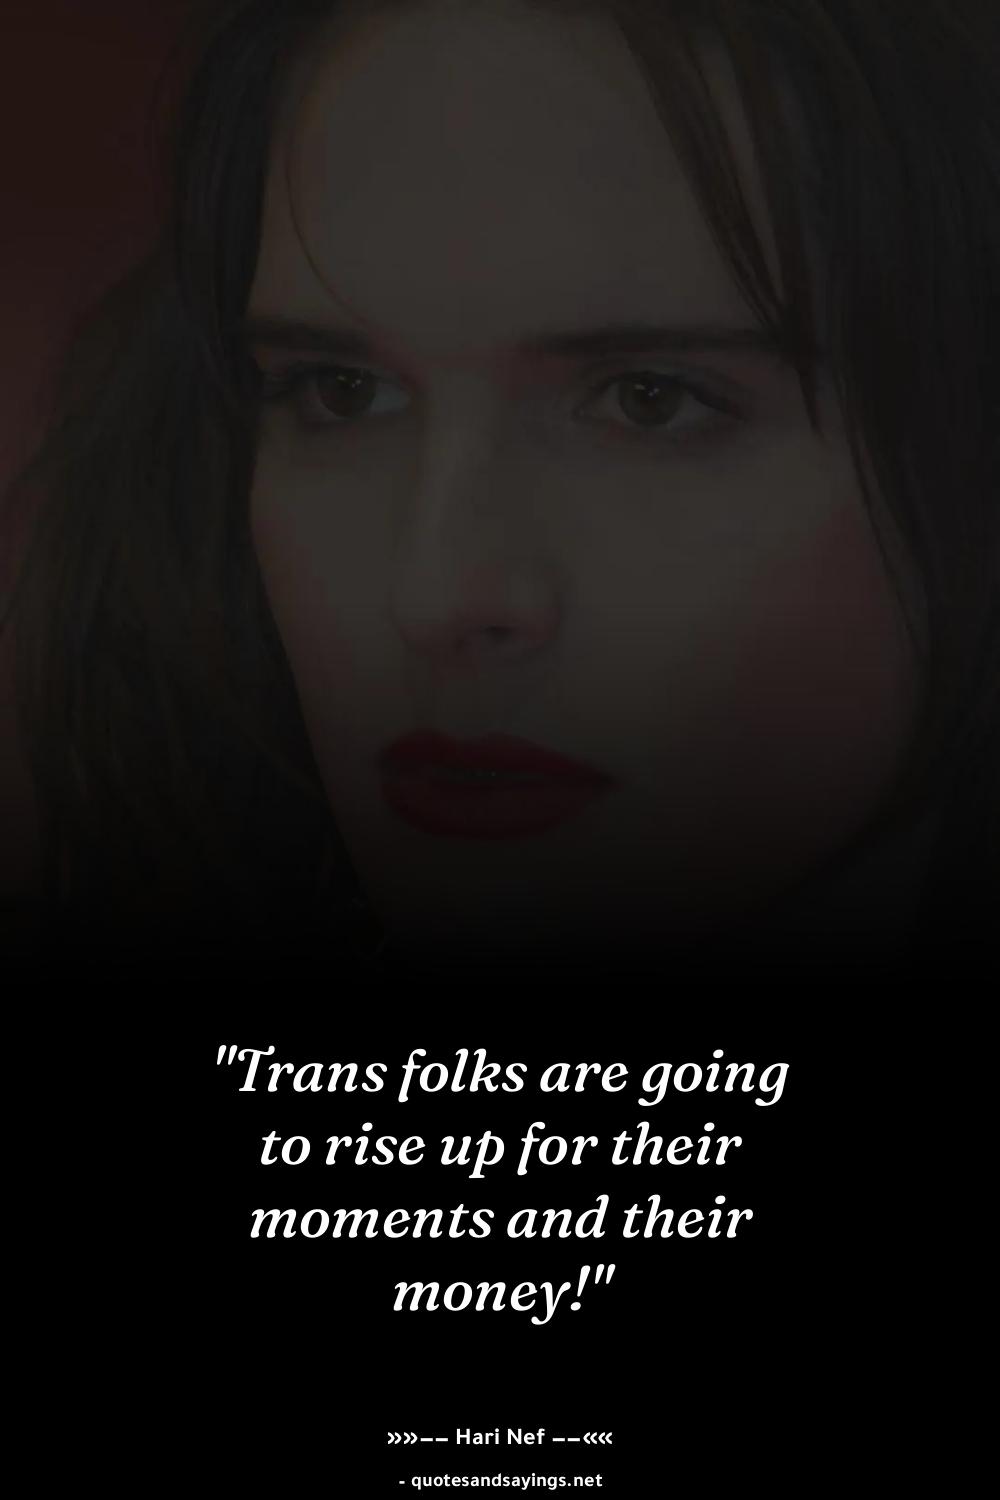 "Trans folks are going
to rise up for their
moments and their
money!"
»»–– Hari Nef ––««
- quotesandsayings.net